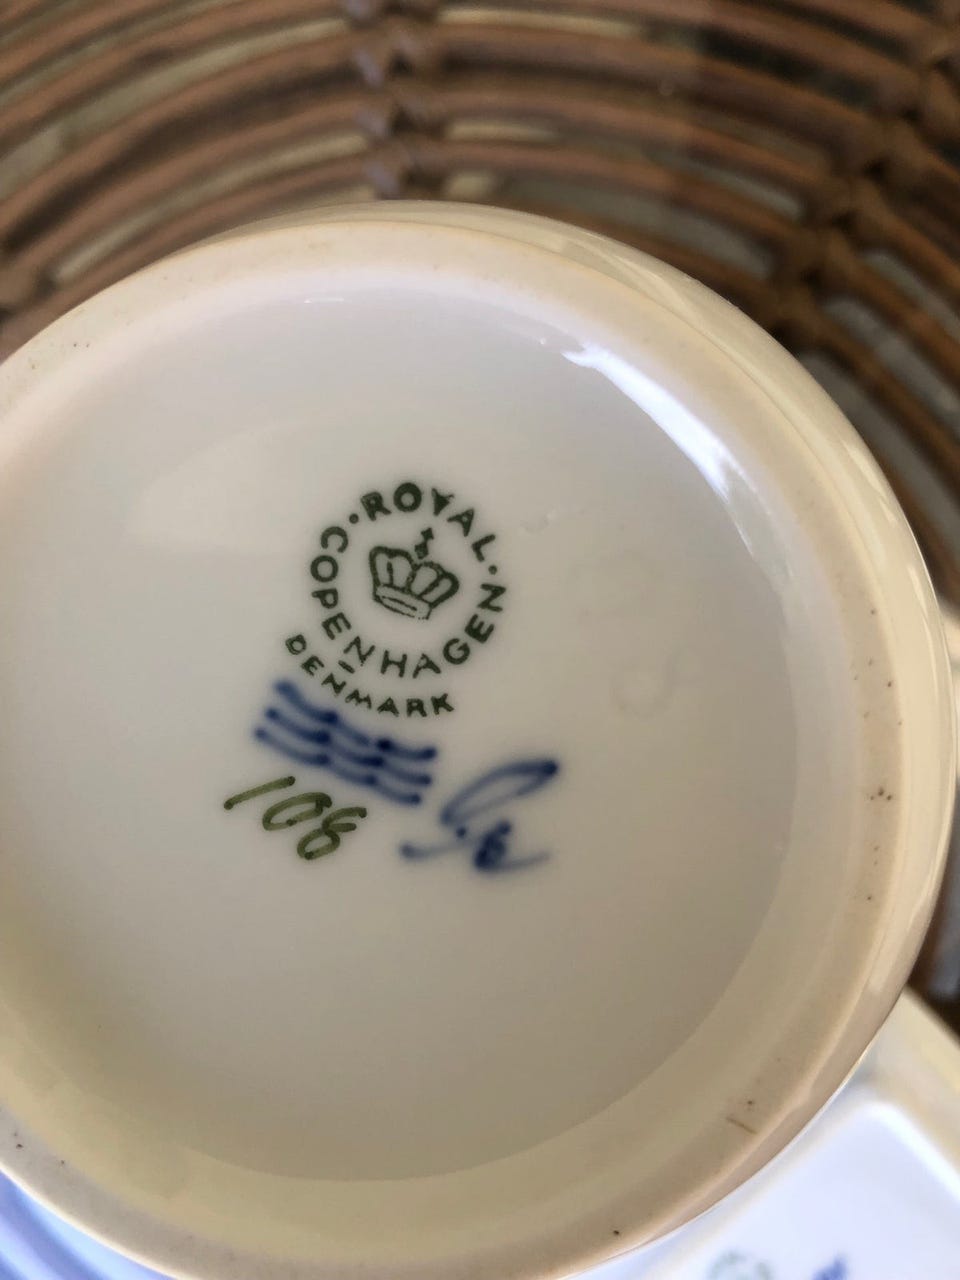 ROYAL
COPENHAGEN
DENMARK
108